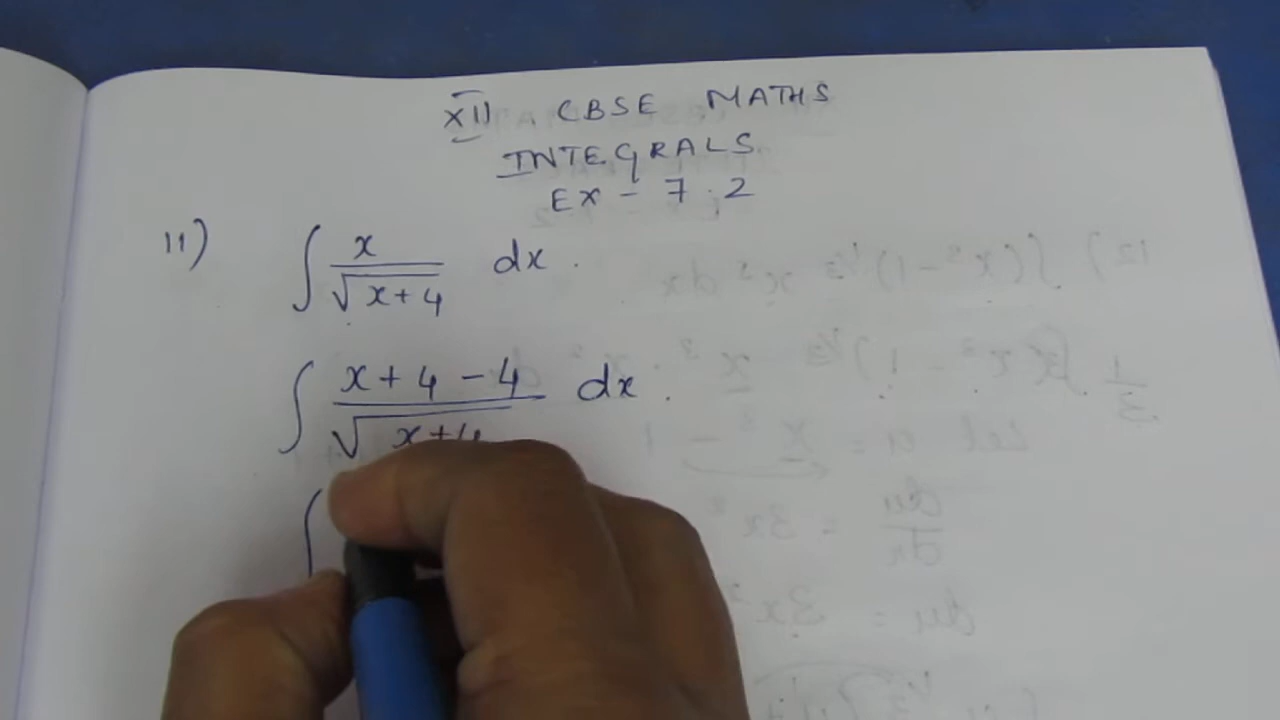 XII CBSE MATHS
INTEGRALS
EX - 7.2
11) ∫ x / √(x+4) dx .
∫ (x+4-4) / √(x+4) dx .
∫